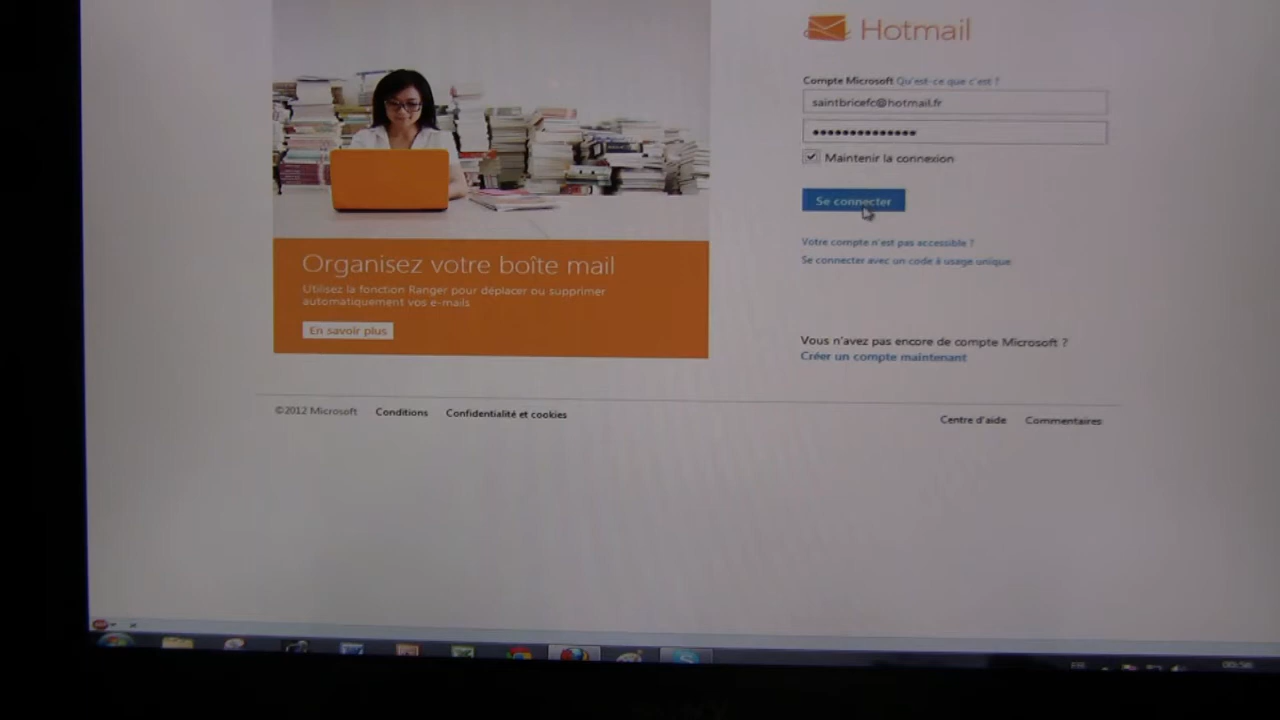 Hotmail
Compte Microsoft Qu'est-ce que c'est ?
saintbricefc@hotmail.fr
••••••••••••••
Maintenir la connexion
Se connecter
Votre compte n'est pas accessible ?
Se connecter avec un code à usage unique
Organisez votre boîte mail
Utilisez la fonction Ranger pour déplacer ou supprimer
automatiquement vos e-mails
En savoir plus
Vous n'avez pas encore de compte Microsoft ?
Créer un compte maintenant
©2012 Microsoft Conditions Confidentialité et cookies
Centre d'aide Commentaires
FR